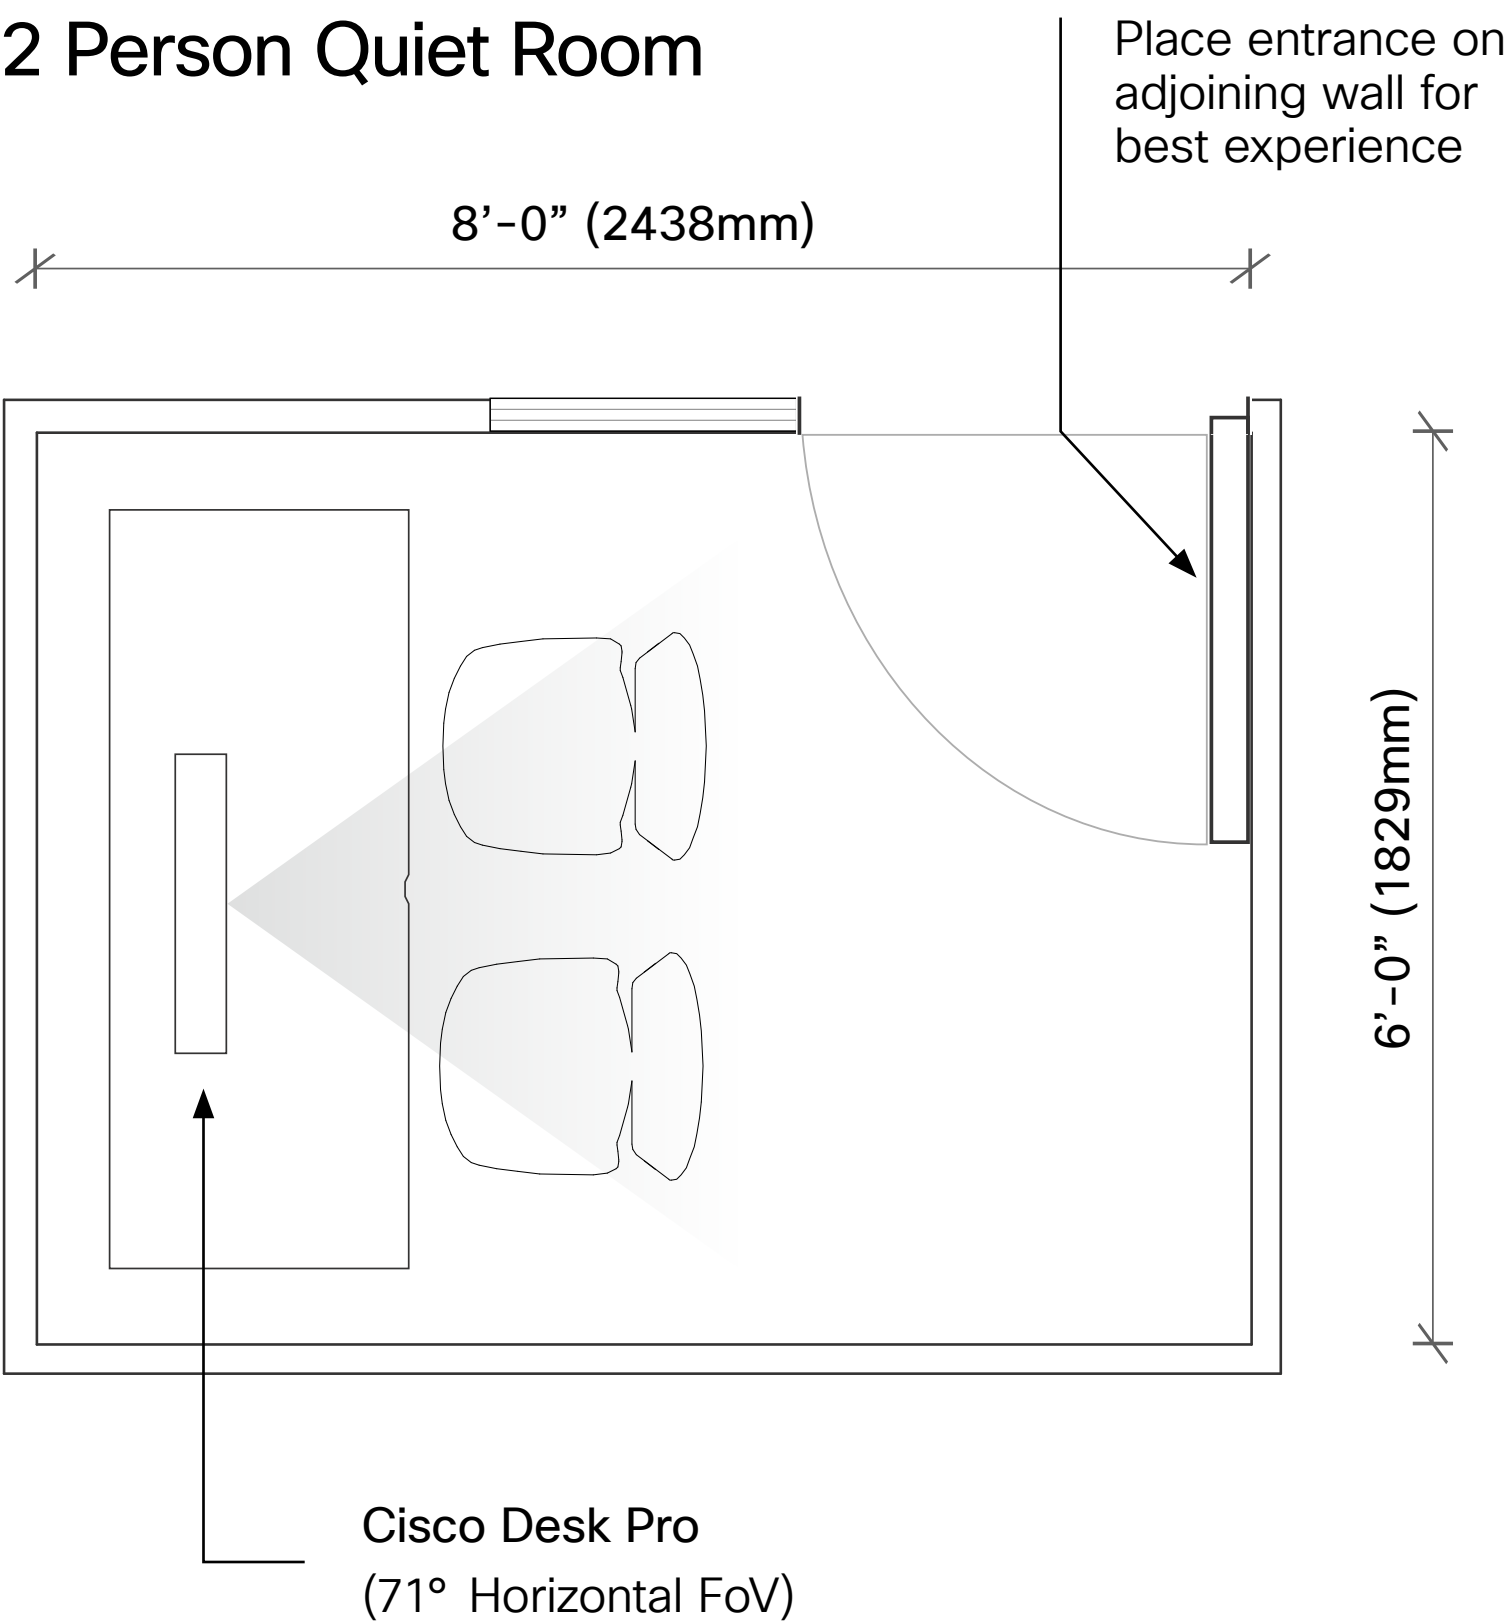 2 Person Quiet Room
Place entrance on
adjoining wall for
best experience
8’-0” (2438mm)
6’-0” (1829mm)
Cisco Desk Pro
(71° Horizontal FoV)